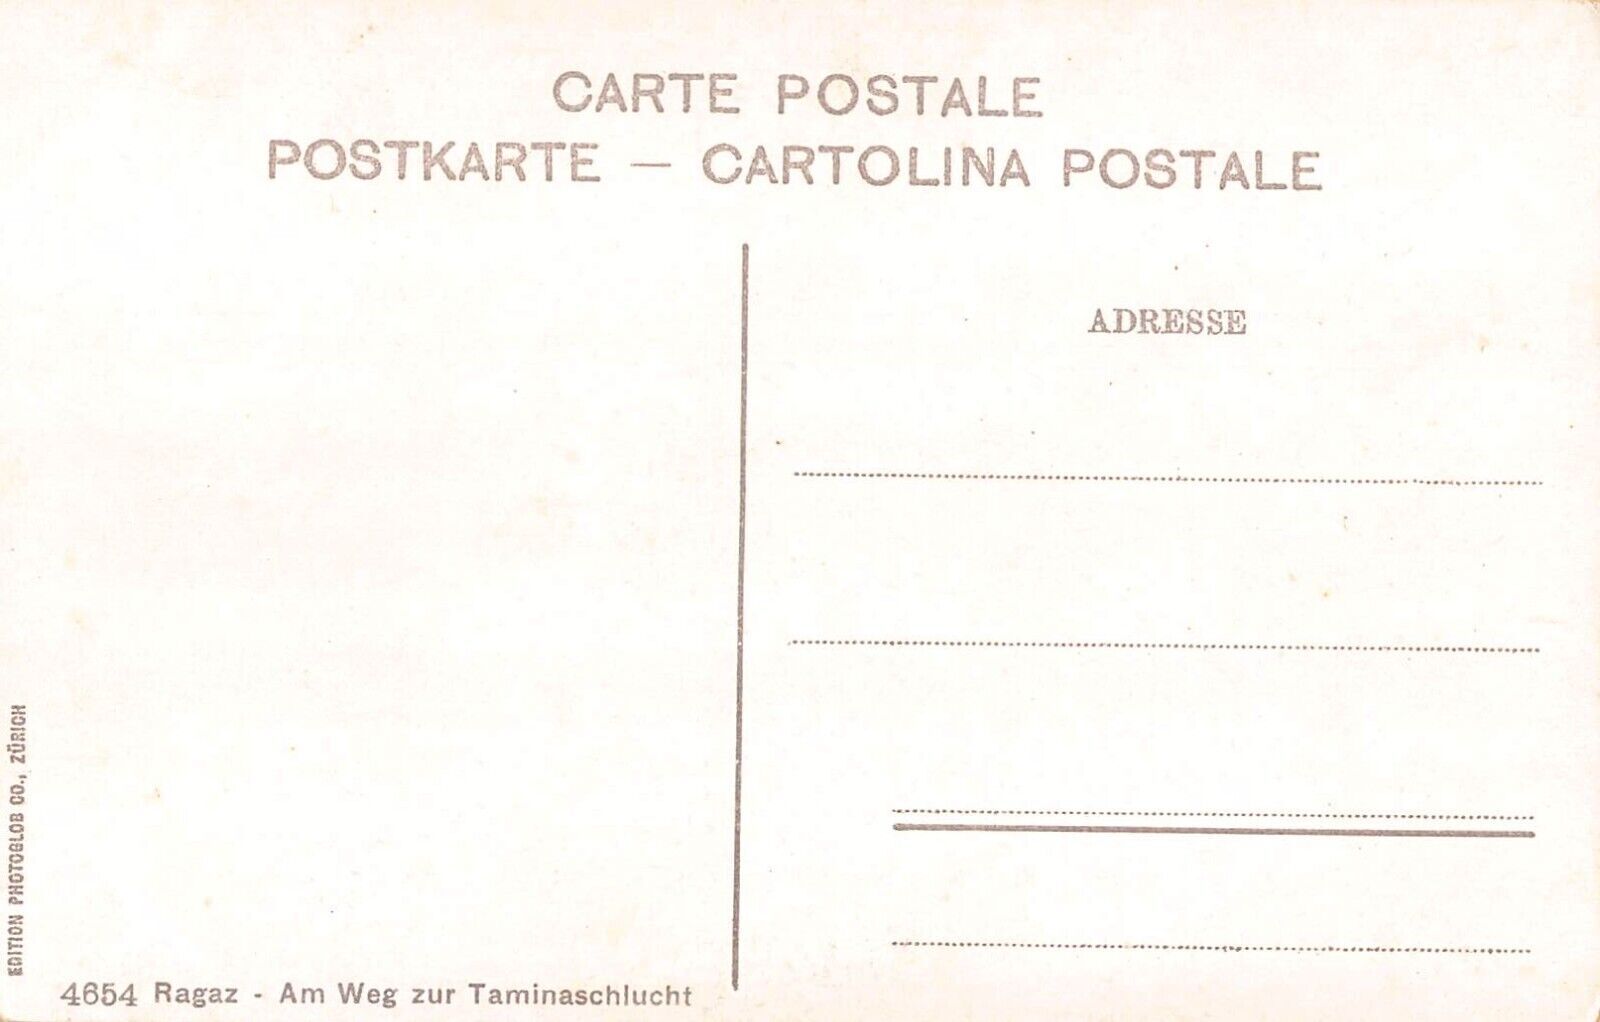 CARTE POSTALE
POSTKARTE — CARTOLINA POSTALE
ADRESSE
EDITION PHOTOGLOB CO., ZÜRICH
4654 Ragaz - Am Weg zur Taminaschlucht